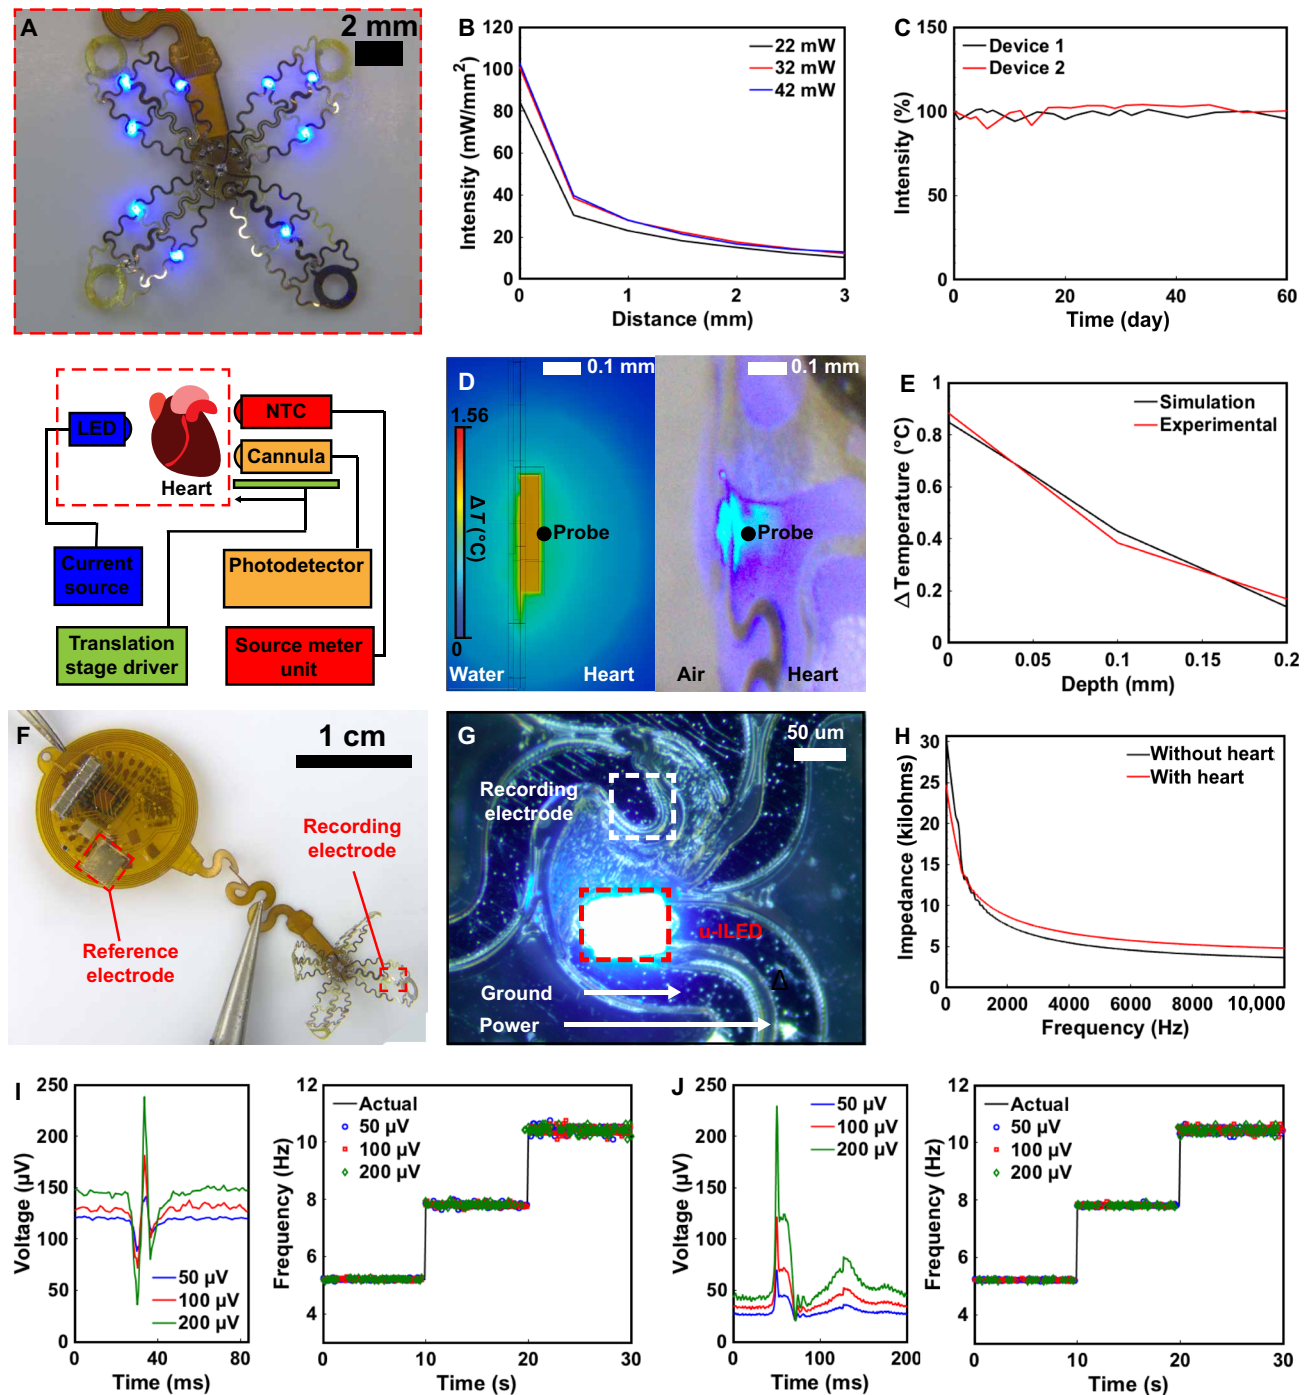 A
2 mm
B
Intensity (mW/mm²)
120
100
80
60
40
20
0
22 mW
32 mW
42 mW
0
1
2
3
Distance (mm)
C
Intensity (%)
150
100
50
0
Device 1
Device 2
0
20
40
60
Time (day)
LED
NTC
Cannula
Heart
Current
source
Photodetector
Translation
stage driver
Source meter
unit
D
0.1 mm
0.1 mm
1.56
Δ T (°C)
0
Probe
Probe
Water
Heart
Air
Heart
E
ΔTemperature (°C)
1
0.8
0.6
0.4
0.2
0
Simulation
Experimental
0
0.05
0.1
0.15
0.2
Depth (mm)
F
1 cm
Recording
electrode
Reference
electrode
G
50 um
Recording
electrode
u-ILED
Δ
Ground
Power
H
Impedance (kilohms)
30
25
20
15
10
5
0
Without heart
With heart
0
2000
4000
6000
8000
10,000
Frequency (Hz)
I
Voltage (µV)
250
200
150
100
50
0
50 µV
100 µV
200 µV
0
40
80
Time (ms)
Frequency (Hz)
12
10
8
6
4
Actual
50 µV
100 µV
200 µV
0
10
20
30
Time (s)
J
Voltage (µV)
250
200
150
100
50
0
50 µV
100 µV
200 µV
0
100
200
Time (ms)
Frequency (Hz)
12
10
8
6
4
Actual
50 µV
100 µV
200 µV
0
10
20
30
Time (s)